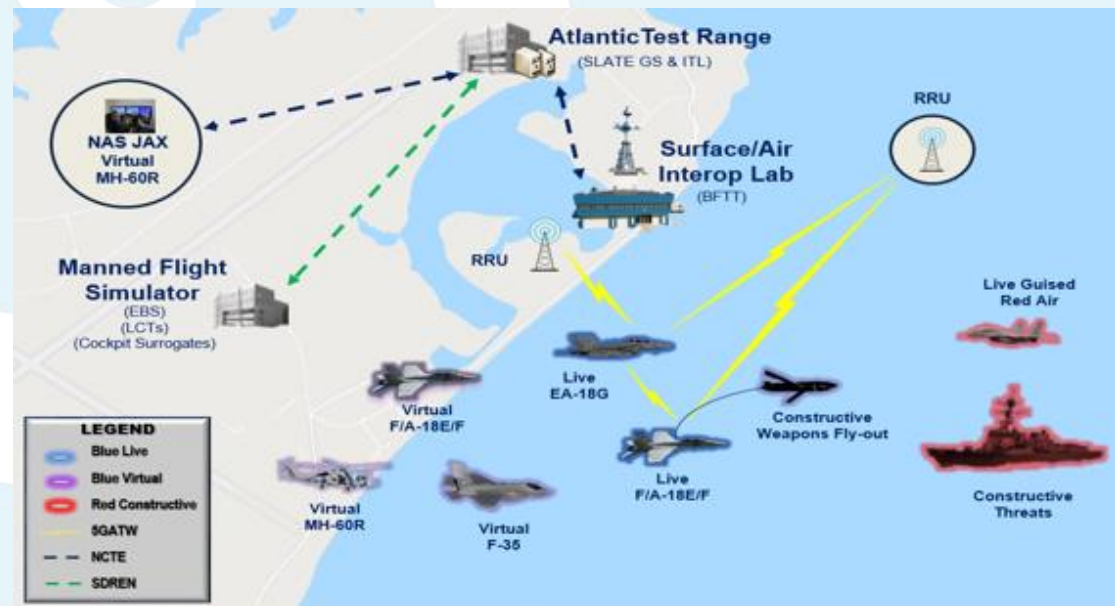 Atlantic Test Range
(SLATE GS & ITL)
RRU
NAS JAX
Virtual
MH-60R
Surface/Air
Interop Lab
(BFTT)
RRU
Manned Flight
Simulator
(EBS)
(LCTs)
(Cockpit Surrogates)
Live Guised
Red Air
Live
EA-18G
Virtual
F/A-18E/F
Constructive
Weapons Fly-out
Live
F/A-18E/F
Virtual
MH-60R
Virtual
F-35
Constructive
Threats
LEGEND
Blue Live
Blue Virtual
Red Constructive
5GATW
NCTE
SDREN